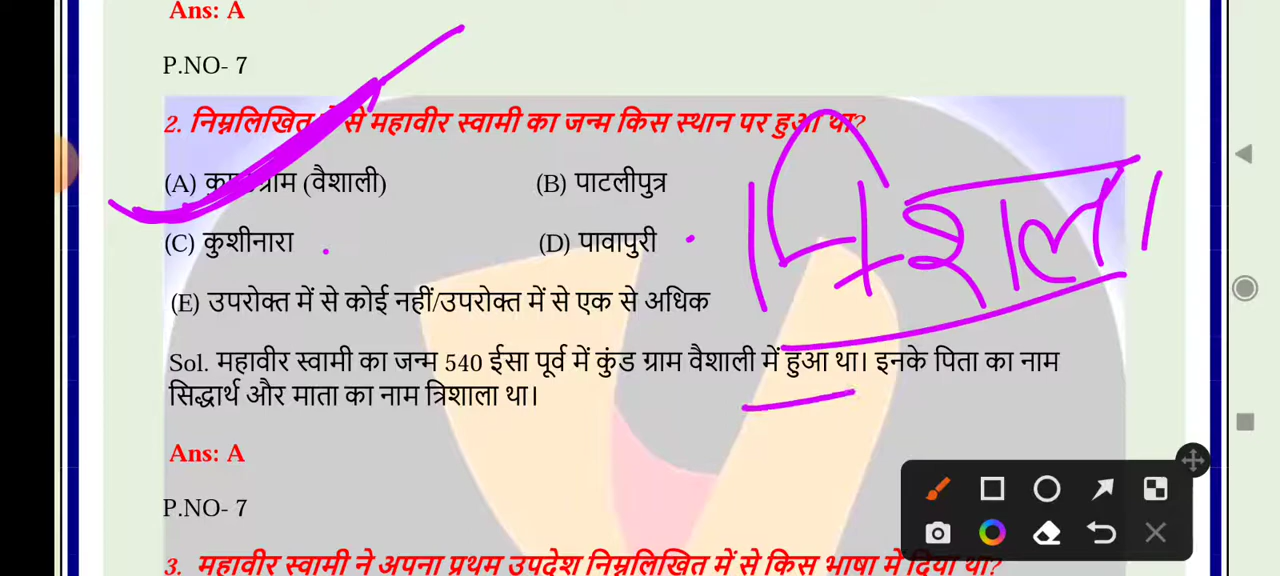 Ans: A
P.NO- 7
2. निम्नलिखित में से महावीर स्वामी का जन्म किस स्थान पर हुआ था?
(A) कुण्डग्राम (वैशाली) (B) पाटलीपुत्र
(C) कुशीनारा (D) पावापुरी
त्रिशला
(E) उपरोक्त में से कोई नहीं/उपरोक्त में से एक से अधिक
Sol. महावीर स्वामी का जन्म 540 ईसा पूर्व में कुंड ग्राम वैशाली में हुआ था। इनके पिता का नाम
सिद्धार्थ और माता का नाम त्रिशाला था।
Ans: A
P.NO- 7
3. महावीर स्वामी ने अपना प्रथम उपदेश निम्नलिखित में से किस भाषा में दिया था?